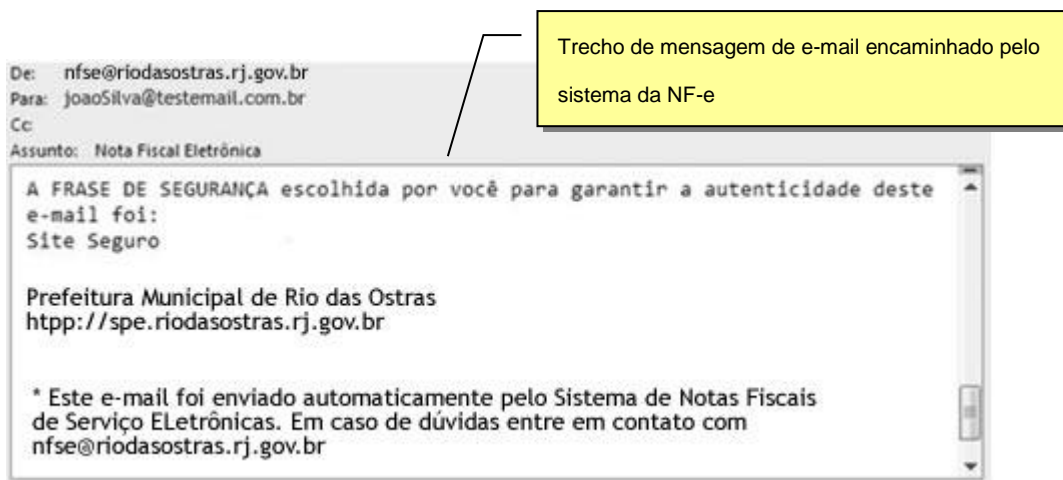 Trecho de mensagem de e-mail encaminhado pelo
sistema da NF-e
De: nfse@riodasostras.rj.gov.br
Para: joaoSilva@testemail.com.br
Cc:
Assunto: Nota Fiscal Eletrônica
A FRASE DE SEGURANÇA escolhida por você para garantir a autenticidade deste
e-mail foi:
Site Seguro
Prefeitura Municipal de Rio das Ostras
htpp://spe.riodasostras.rj.gov.br
* Este e-mail foi enviado automaticamente pelo Sistema de Notas Fiscais
de Serviço ELetrônicas. Em caso de dúvidas entre em contato com
nfse@riodasostras.rj.gov.br